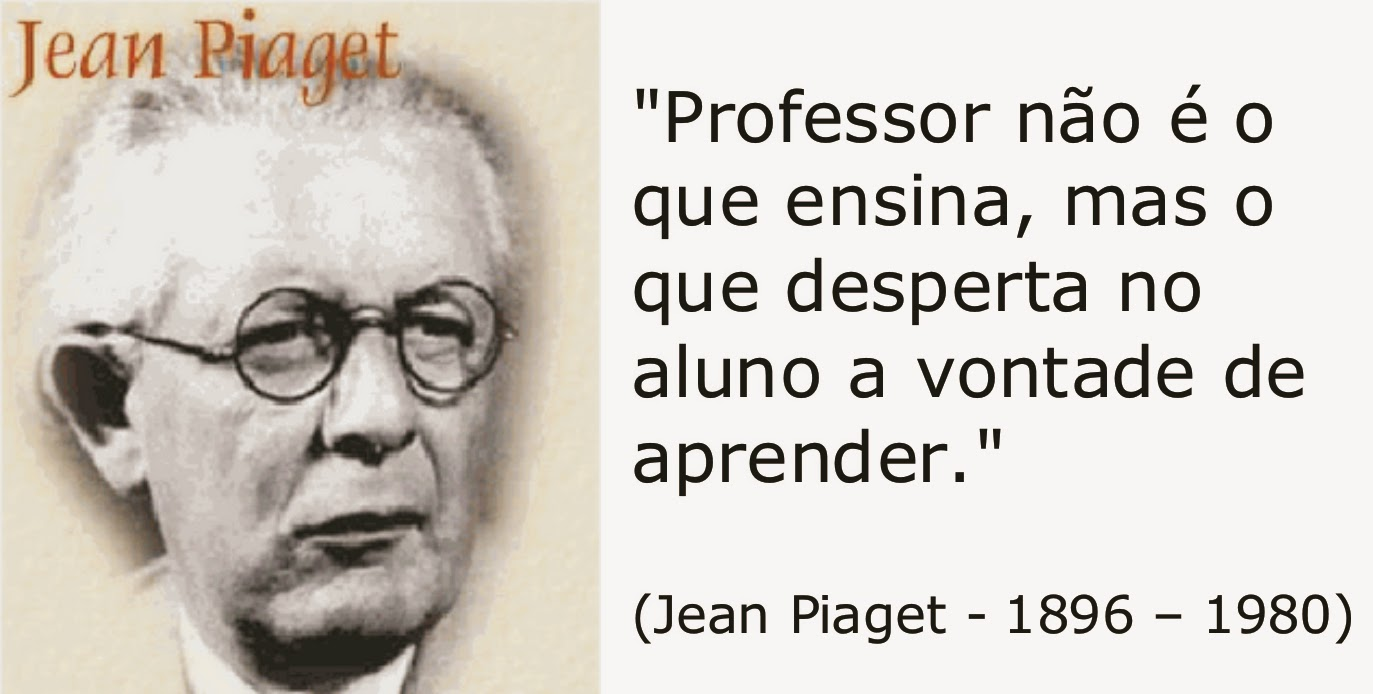 Jean Piaget
"Professor não é o
que ensina, mas o
que desperta no
aluno a vontade de
aprender."
(Jean Piaget - 1896 – 1980)